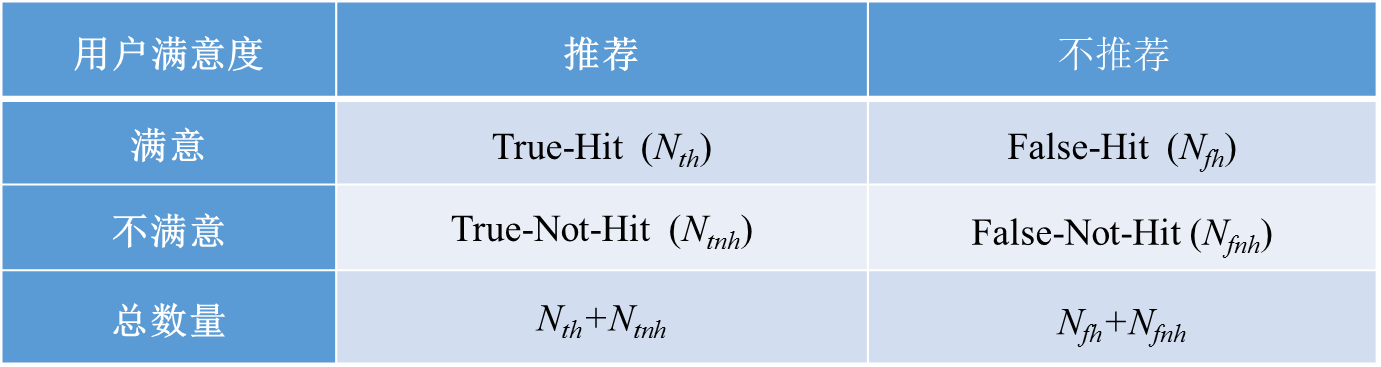 用户满意度 推荐 不推荐
满意 True-Hit (Nth) False-Hit (Nfh)
不满意 True-Not-Hit (Ntnh) False-Not-Hit (Nfnh)
总数量 Nth+Ntnh Nfh+Nfnh